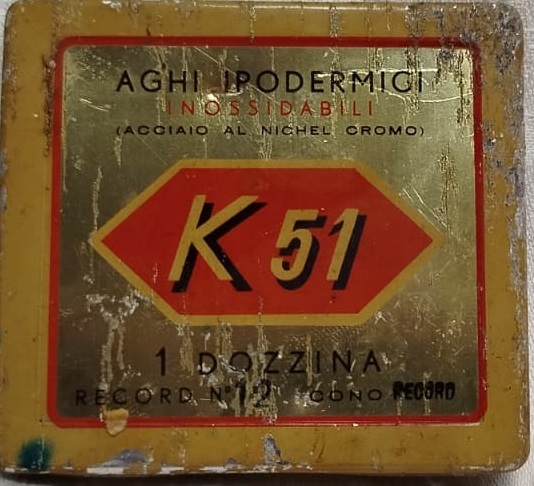 AGHI IPODERMICI
INOSSIDABILI
(ACCIAIO AL NICHEL CROMO)
K 51
1 DOZZINA
RECORD N° 12 CONO RECORD